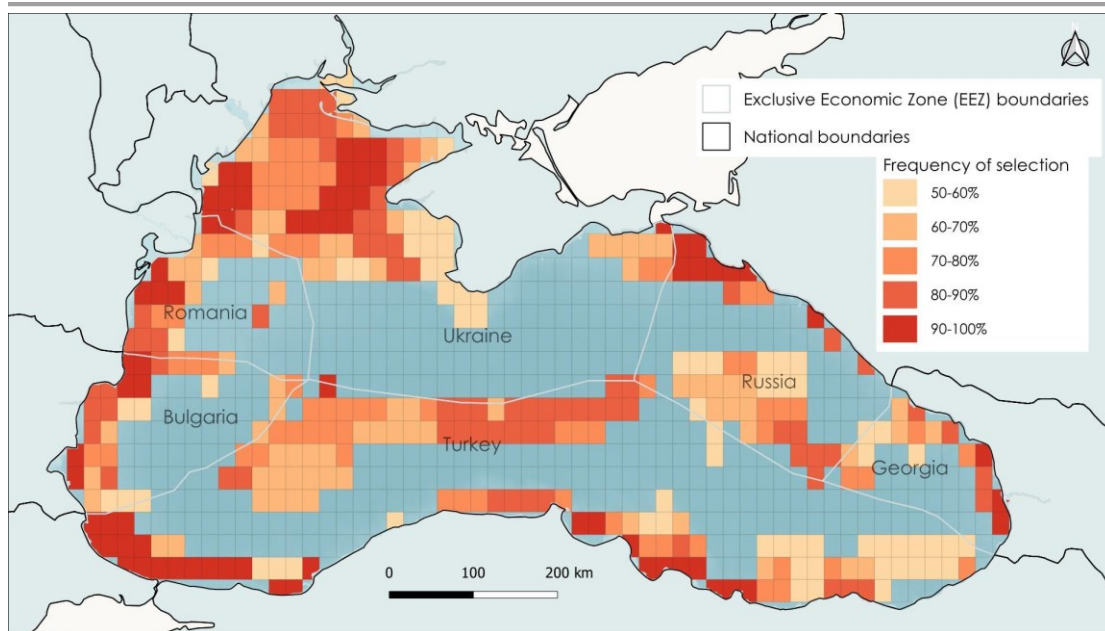 N
Exclusive Economic Zone (EEZ) boundaries
National boundaries
Frequency of selection
50-60%
60-70%
70-80%
80-90%
90-100%
Romania
Ukraine
Russia
Bulgaria
Turkey
Georgia
0 100 200 km